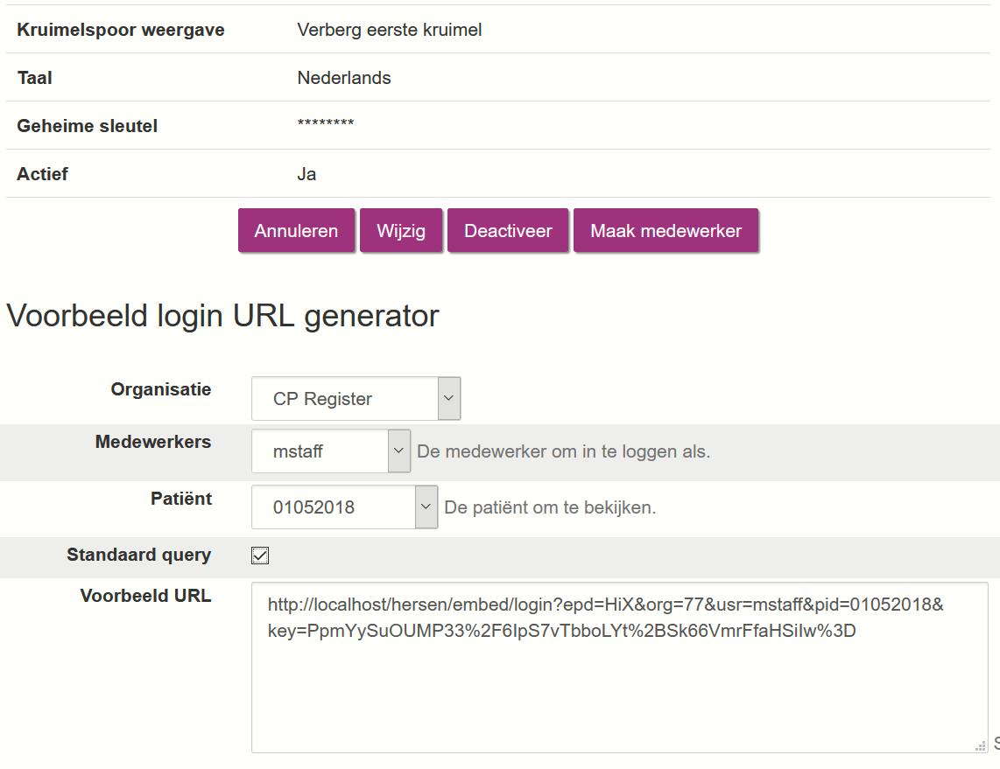 Kruimelspoor weergave Verberg eerste kruimel
Taal Nederlands
Geheime sleutel ********
Actief Ja
Annuleren Wijzig Deactiveer Maak medewerker
Voorbeeld login URL generator
Organisatie CP Register
Medewerkers mstaff De medewerker om in te loggen als.
Patiënt 01052018 De patiënt om te bekijken.
Standaard query
Voorbeeld URL http://localhost/hersen/embed/login?epd=HiX&org=77&usr=mstaff&pid=01052018&
key=PpmYySuOUMP33%2F6IpS7vTbboLYt%2BSk66VmrFfaHSiIw%3D